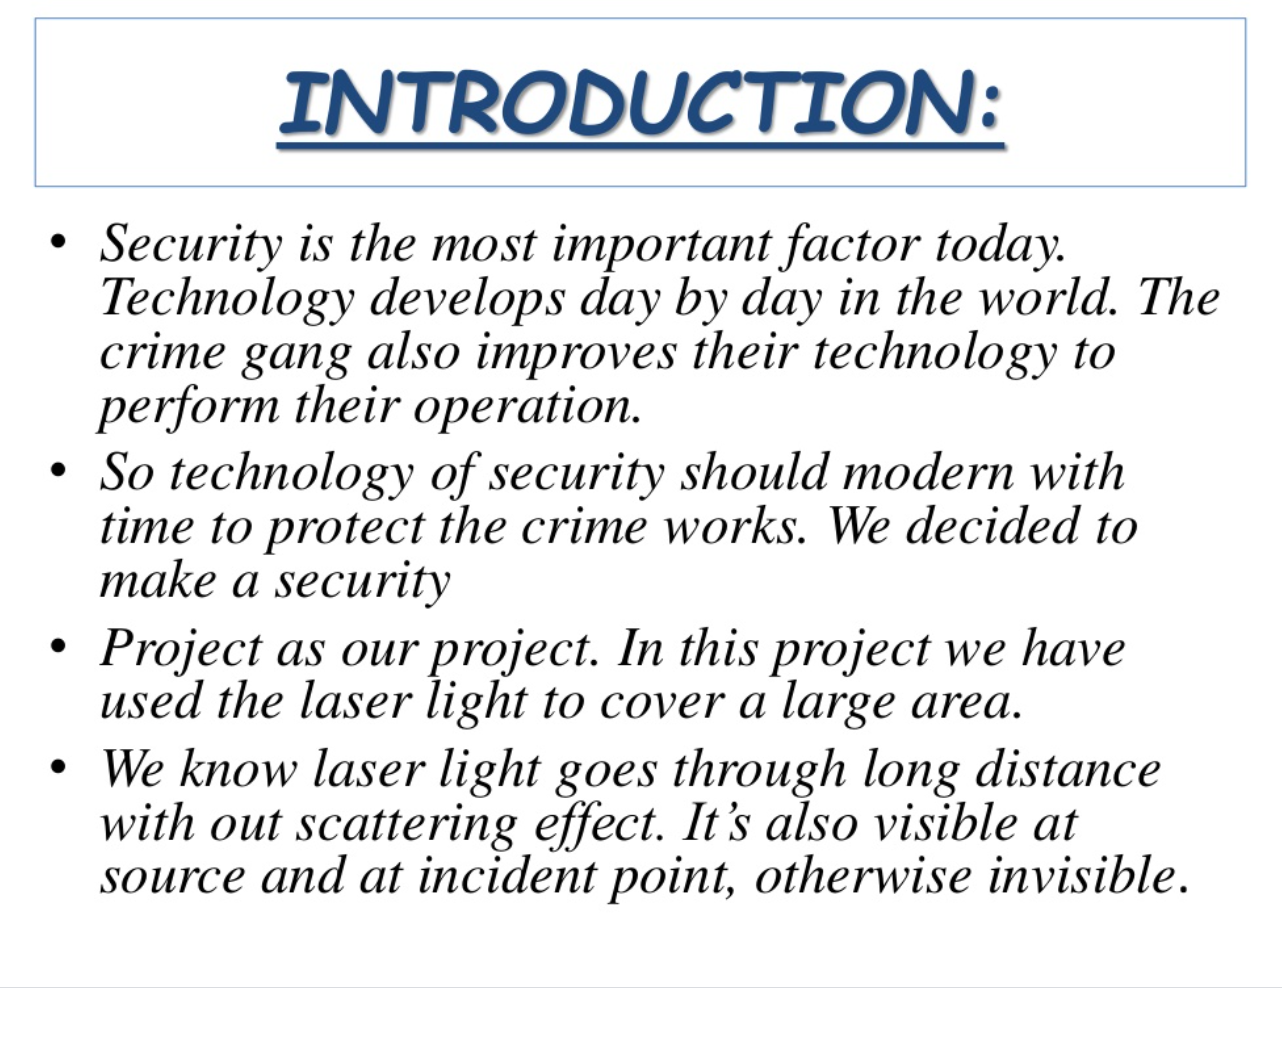 INTRODUCTION:
• Security is the most important factor today.
Technology develops day by day in the world. The
crime gang also improves their technology to
perform their operation.
• So technology of security should modern with
time to protect the crime works. We decided to
make a security
• Project as our project. In this project we have
used the laser light to cover a large area.
• We know laser light goes through long distance
with out scattering effect. It’s also visible at
source and at incident point, otherwise invisible.